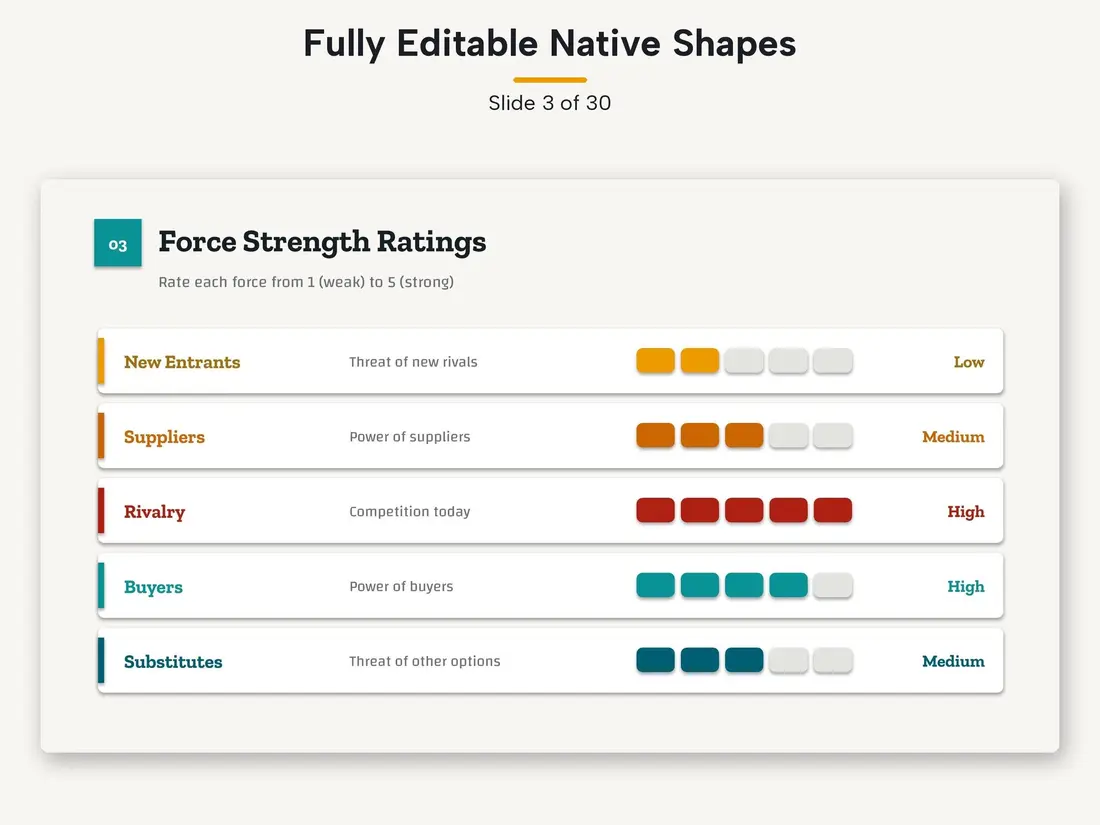 Fully Editable Native Shapes
Slide 3 of 30
03
Force Strength Ratings
Rate each force from 1 (weak) to 5 (strong)
New Entrants
Threat of new rivals
Low
Suppliers
Power of suppliers
Medium
Rivalry
Competition today
High
Buyers
Power of buyers
High
Substitutes
Threat of other options
Medium